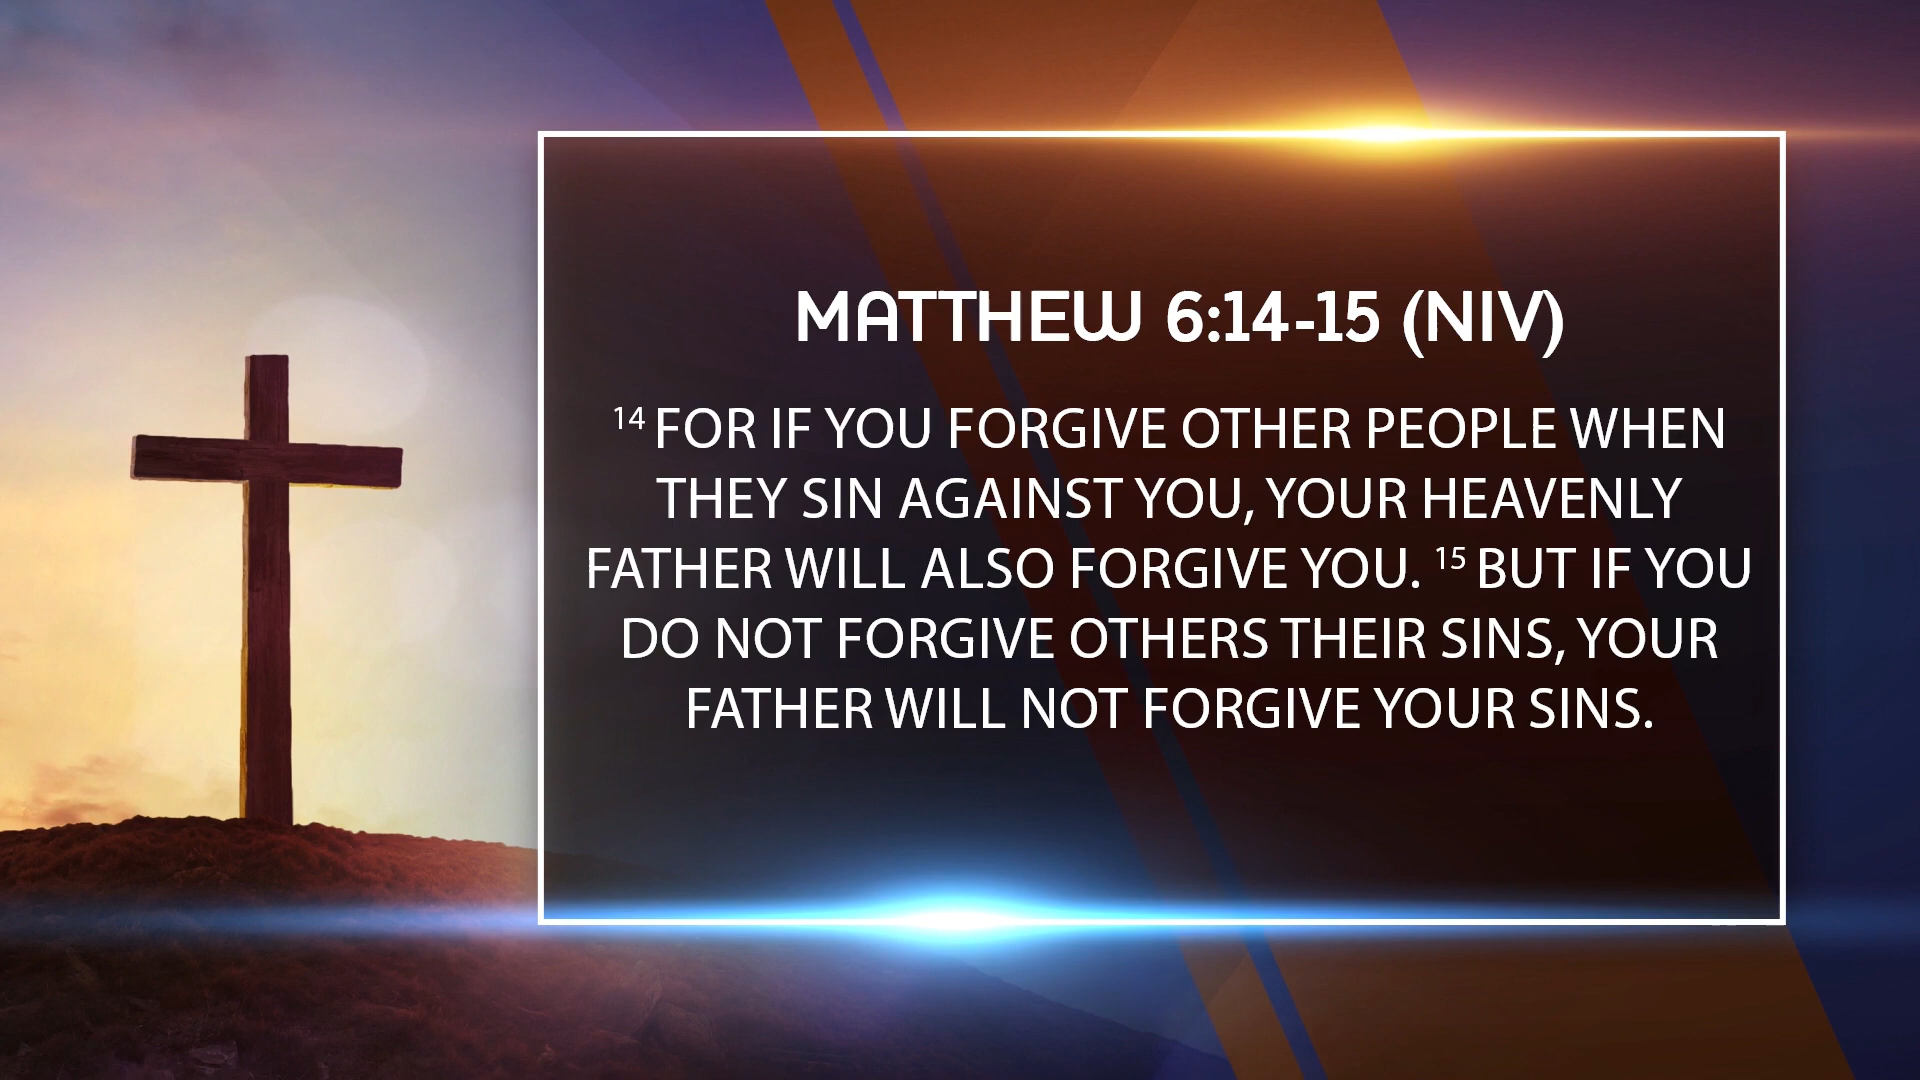 MATTHEW 6:14-15 (NIV)
14 FOR IF YOU FORGIVE OTHER PEOPLE WHEN
THEY SIN AGAINST YOU, YOUR HEAVENLY
FATHER WILL ALSO FORGIVE YOU. 15 BUT IF YOU
DO NOT FORGIVE OTHERS THEIR SINS, YOUR
FATHER WILL NOT FORGIVE YOUR SINS.